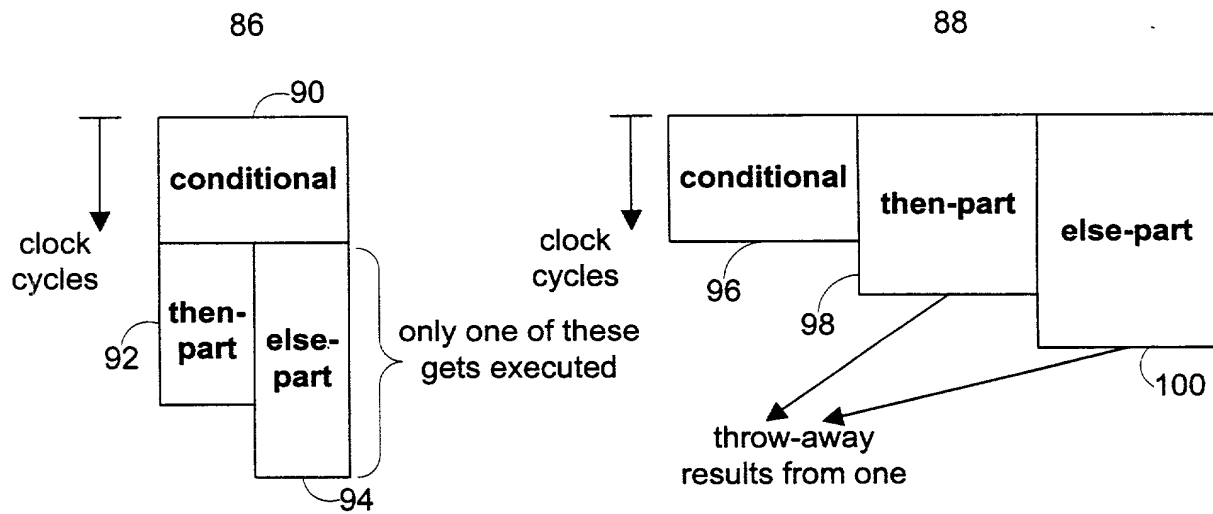 86
88
90
conditional
clock
cycles
then-
part
else-
part
92
94
only one of these
gets executed
conditional
then-part
else-part
clock
cycles
96
98
100
throw-away
results from one